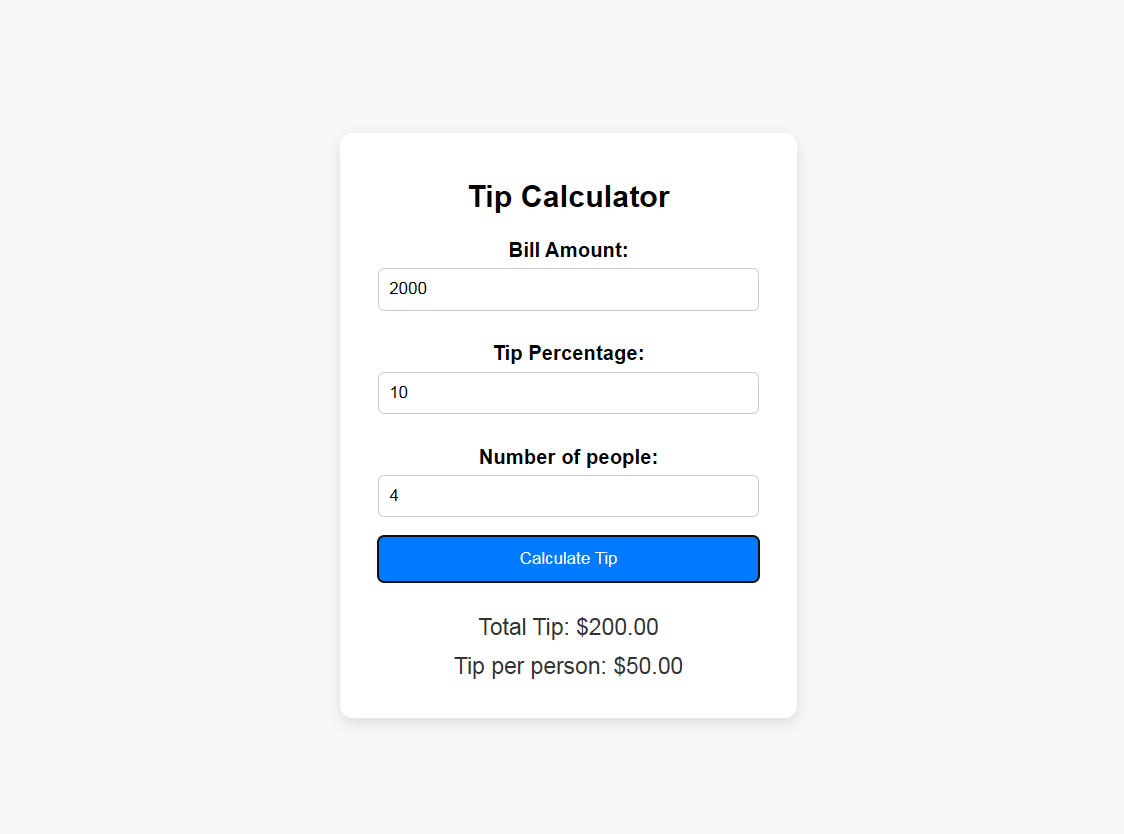 Tip Calculator
Bill Amount:
2000
Tip Percentage:
10
Number of people:
4
Calculate Tip
Total Tip: $200.00
Tip per person: $50.00